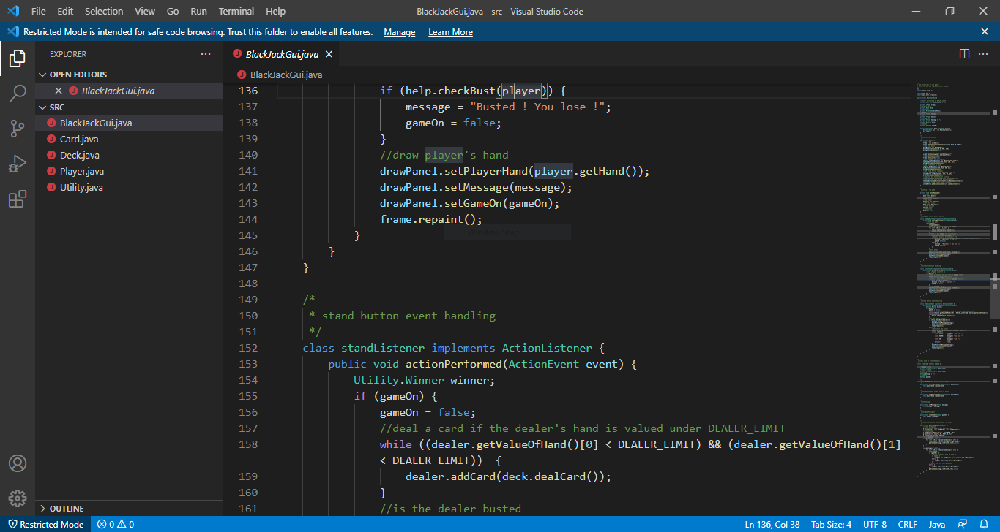 File Edit Selection View Go Run Terminal Help
BlackJackGui.java - src - Visual Studio Code
Restricted Mode is intended for safe code browsing. Trust this folder to enable all features. Manage Learn More
EXPLORER
OPEN EDITORS
BlackJackGui.java
SRC
BlackJackGui.java
Card.java
Deck.java
Player.java
Utility.java
OUTLINE
BlackJackGui.java
BlackJackGui.java
136 if (help.checkBust(player)) {
137 message = "Busted ! You lose !";
138 gameOn = false;
139 }
140 //draw player's hand
141 drawPanel.setPlayerHand(player.getHand());
142 drawPanel.setMessage(message);
143 drawPanel.setGameOn(gameOn);
144 frame.repaint();
145 }
146 }
147 }
148
149 /*
150 * stand button event handling
151 */
152 class standListener implements ActionListener {
153 public void actionPerformed(ActionEvent event) {
154 Utility.Winner winner;
155 if (gameOn) {
156 gameOn = false;
157 //deal a card if the dealer's hand is valued under DEALER_LIMIT
158 while ((dealer.getValueOfHand()[0] < DEALER_LIMIT) && (dealer.getValueOfHand()[1]
< DEALER_LIMIT)) {
159 dealer.addCard(deck.dealCard());
160 }
161 //is the dealer busted
Restricted Mode 0 0
Ln 136, Col 38 Tab Size: 4 UTF-8 CRLF Java